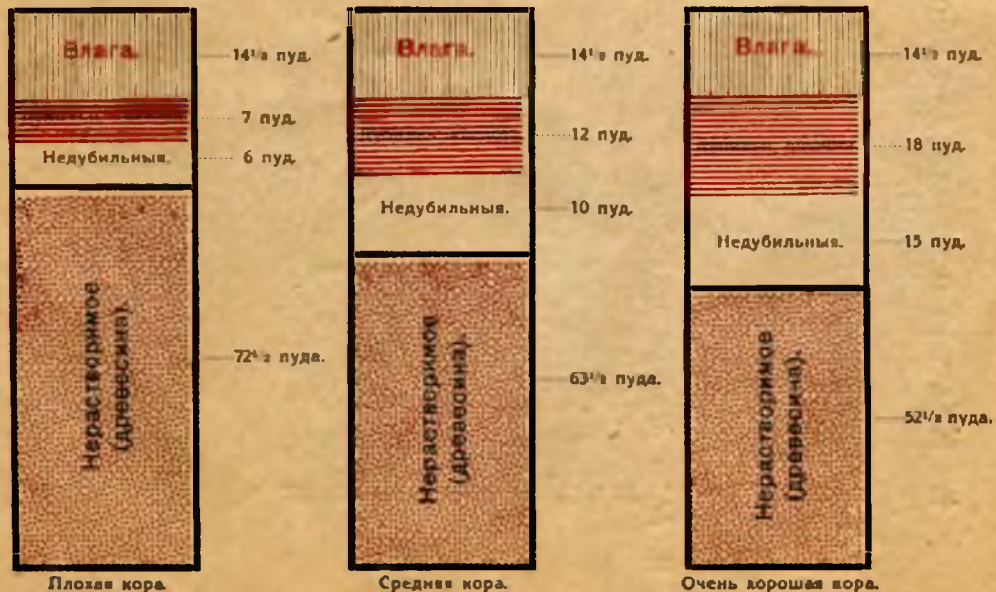 Влага.
14½ пуд.
7 пуд.
Недубильныя.
6 пуд.
Нерастворимое
(древесина).
72½ пуда.
Плохая кора.
Влага.
14½ пуд.
12 пуд.
Недубильныя.
10 пуд.
Нерастворимое
(древесина).
63½ пуда.
Средняя кора.
Влага.
14½ пуд.
18 пуд.
Недубильныя.
15 пуд.
Нерастворимое
(древесина).
52½ пуда.
Очень хорошая кора.